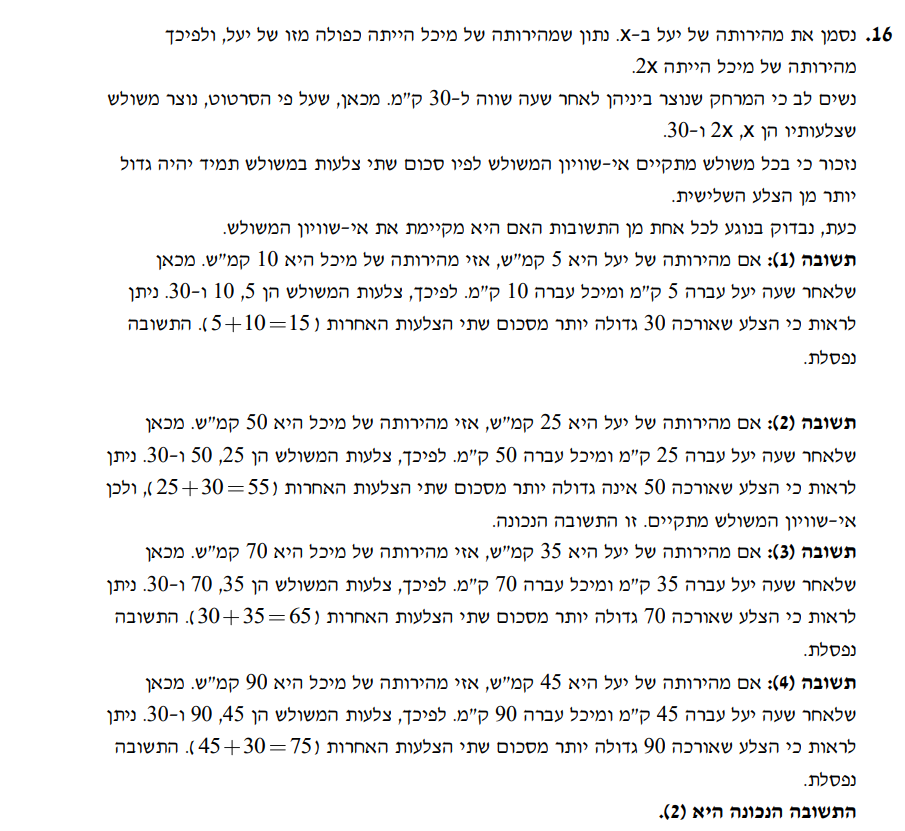 16. נסמן את מהירותה של יעל ב-x. נתון שמהירותה של מיכל הייתה כפולה מזו של יעל, ולפיכך
מהירותה של מיכל הייתה 2x.
נשים לב כי המרחק שנוצר ביניהן לאחר שעה שווה ל-30 ק"מ. מכאן, שעל פי הסרטוט, נוצר משולש
שצלעותיו הן x, 2x ו-30.
נזכור כי בכל משולש מתקיים אי-שוויון המשולש לפיו סכום שתי צלעות במשולש תמיד יהיה גדול
יותר מן הצלע השלישית.
כעת, נבדוק בנוגע לכל אחת מן התשובות האם היא מקיימת את אי-שוויון המשולש.
תשובה (1): אם מהירותה של יעל היא 5 קמ"ש, אזי מהירותה של מיכל היא 10 קמ"ש. מכאן
שלאחר שעה יעל עברה 5 ק"מ ומיכל עברה 10 ק"מ. לפיכך, צלעות המשולש הן 5, 10 ו-30. ניתן
לראות כי הצלע שאורכה 30 גדולה יותר מסכום שתי הצלעות האחרות (5+10=15). התשובה
נפסלת.
תשובה (2): אם מהירותה של יעל היא 25 קמ"ש, אזי מהירותה של מיכל היא 50 קמ"ש. מכאן
שלאחר שעה יעל עברה 25 ק"מ ומיכל עברה 50 ק"מ. לפיכך, צלעות המשולש הן 25, 50 ו-30. ניתן
לראות כי הצלע שאורכה 50 אינה גדולה יותר מסכום שתי הצלעות האחרות (25+30=55), ולכן
אי-שוויון המשולש מתקיים. זו התשובה הנכונה.
תשובה (3): אם מהירותה של יעל היא 35 קמ"ש, אזי מהירותה של מיכל היא 70 קמ"ש. מכאן
שלאחר שעה יעל עברה 35 ק"מ ומיכל עברה 70 ק"מ. לפיכך, צלעות המשולש הן 35, 70 ו-30. ניתן
לראות כי הצלע שאורכה 70 גדולה יותר מסכום שתי הצלעות האחרות (30+35=65). התשובה
נפסלת.
תשובה (4): אם מהירותה של יעל היא 45 קמ"ש, אזי מהירותה של מיכל היא 90 קמ"ש. מכאן
שלאחר שעה יעל עברה 45 ק"מ ומיכל עברה 90 ק"מ. לפיכך, צלעות המשולש הן 45, 90 ו-30. ניתן
לראות כי הצלע שאורכה 90 גדולה יותר מסכום שתי הצלעות האחרות (45+30=75). התשובה
נפסלת.
התשובה הנכונה היא (2).